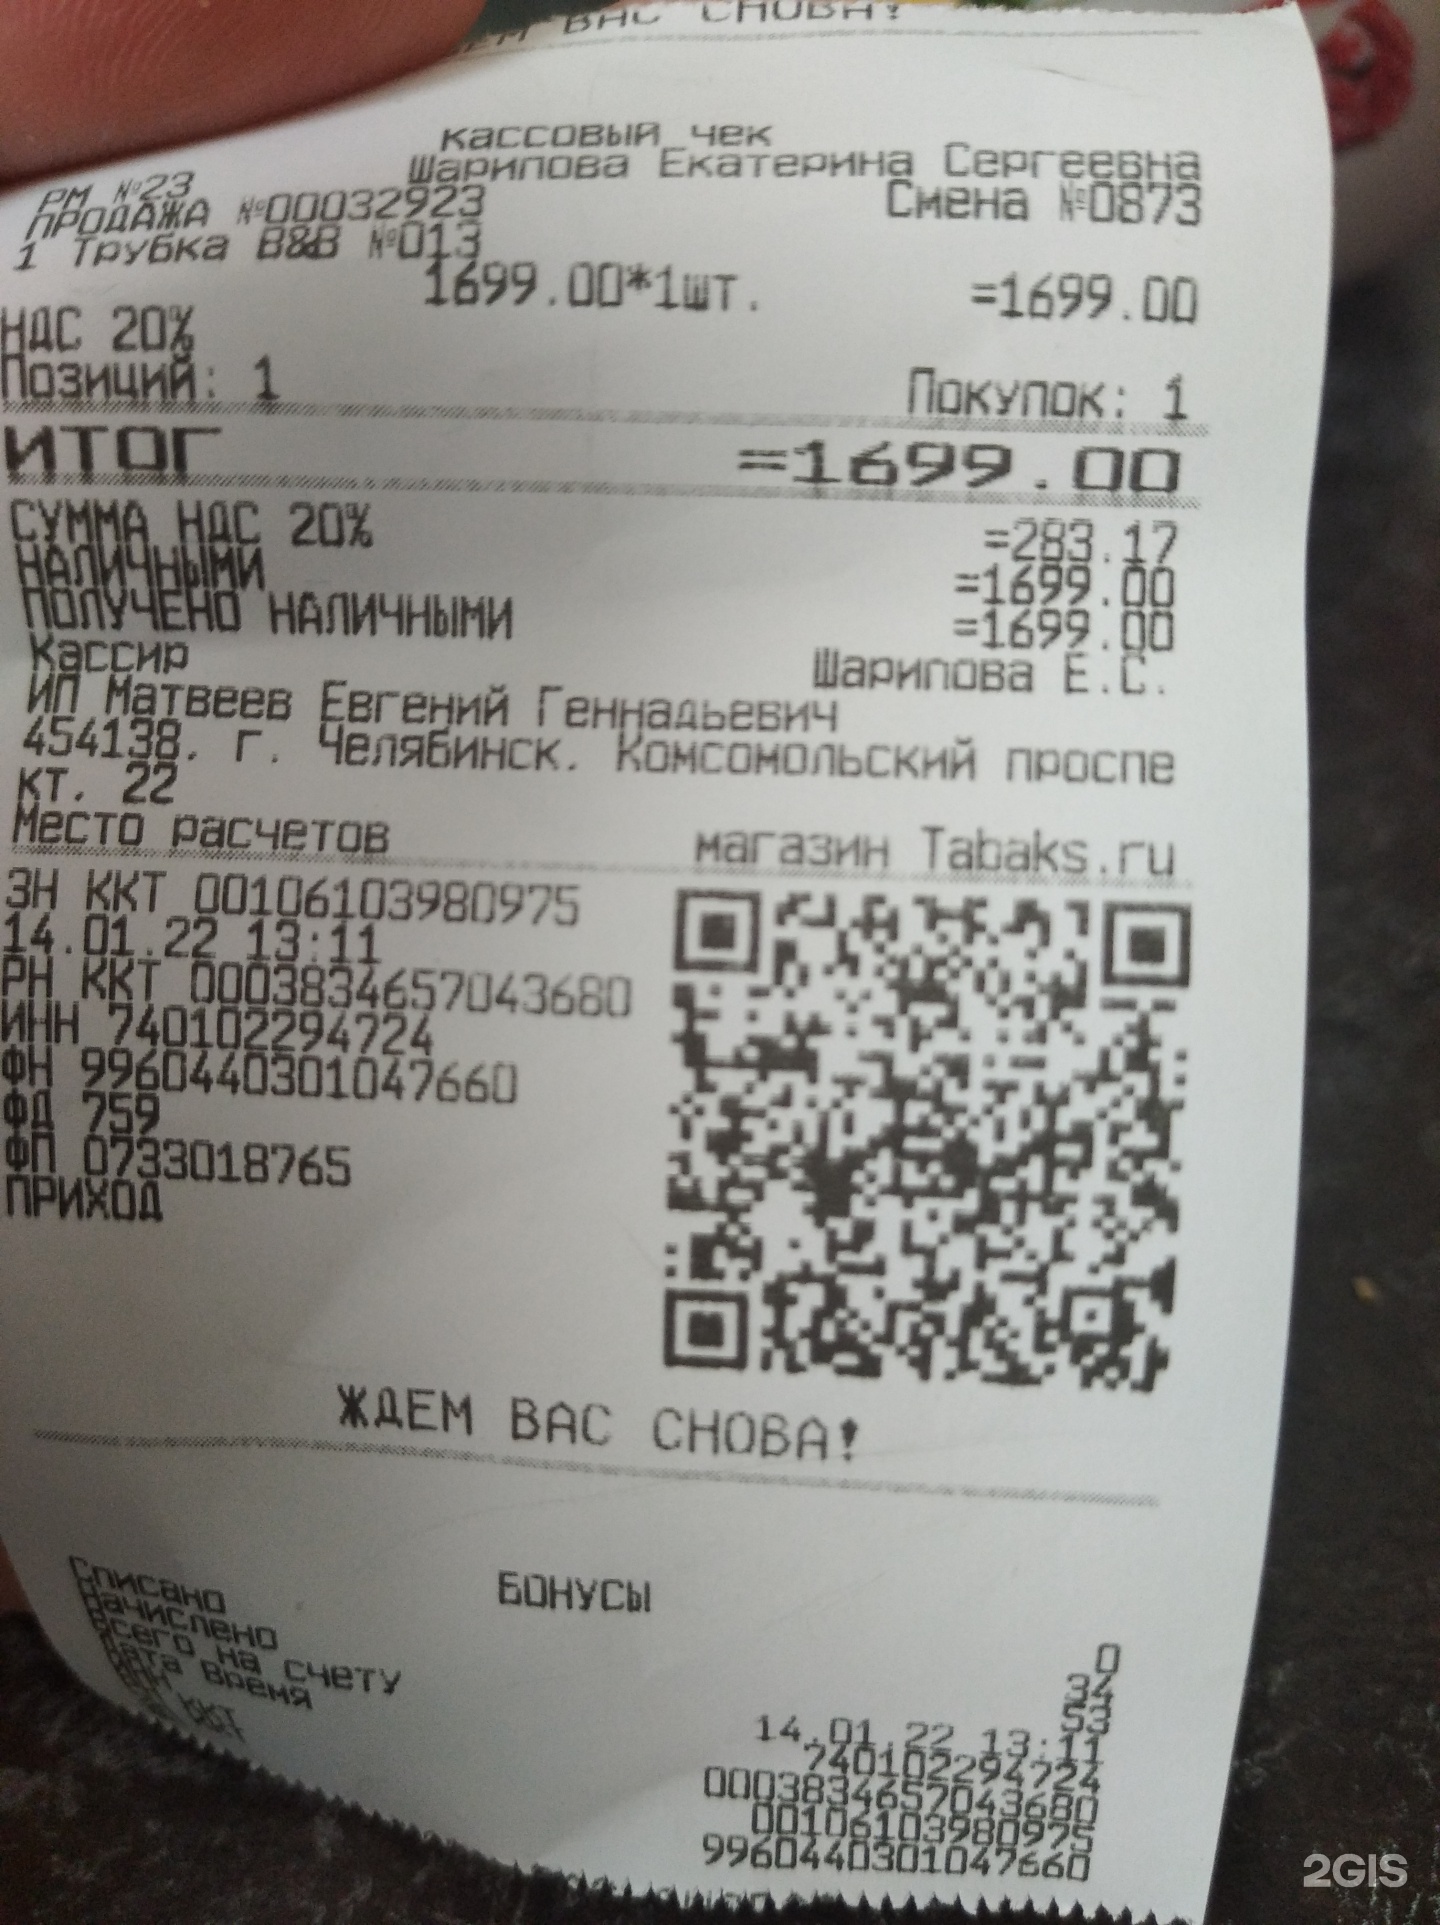 ЕМ ВАС СНОВА!
кассовый чек
Шарипова Екатерина Сергеевна
РМ №23
ПРОДАЖА №00032923 Смена №0873
1 Трубка B&B №013
1699.00*1шт. =1699.00
НДС 20%
Позиций: 1 Покупок: 1
ИТОГ =1699.00
СУММА НДС 20% =283.17
НАЛИЧНЫМИ =1699.00
ПОЛУЧЕНО НАЛИЧНЫМИ =1699.00
Кассир Шарипова Е.С.
ИП Матвеев Евгений Геннадьевич
454138, г. Челябинск, Комсомольский проспе
кт, 22
Место расчетов магазин Tabaks.ru
ЗН ККТ 00106103980975
14.01.22 13:11
РН ККТ 0003834657043680
ИНН 740102294724
ФН 9960440301047660
ФД 759
ФП 0733018765
ПРИХОД
ЖДЕМ ВАС СНОВА!
БОНУСЫ
Списано 0
Начислено 34
Всего на счету 53
Дата время 14.01.22 13:11
740102294724
ККТ 0003834657043680
00106103980975
9960440301047660
2GIS